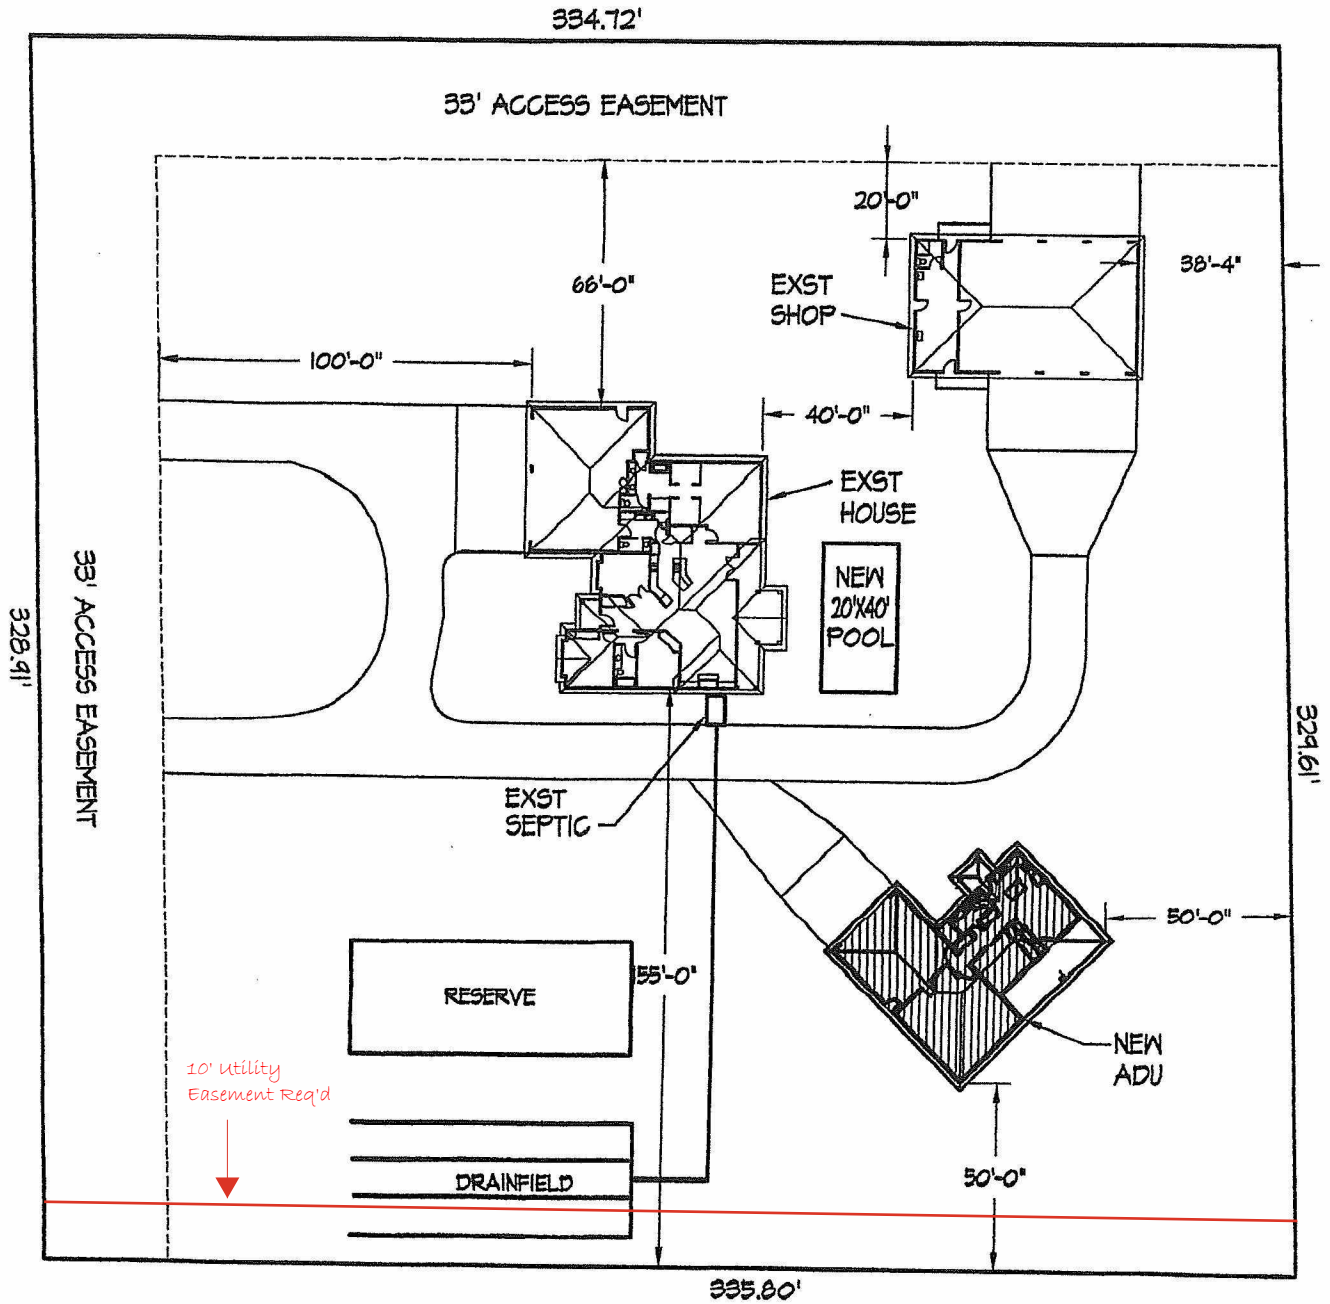 334.72'
33' ACCESS EASEMENT
20'-0"
66'-0"
38'-4"
EXST
SHOP
100'-0"
40'-0"
EXST
HOUSE
NEW
20'X40'
POOL
33' ACCESS EASEMENT
328.91'
329.61'
EXST
SEPTIC
50'-0"
155'-0"
RESERVE
NEW
ADU
10' Utility
Easement Req'd
DRAINFIELD
50'-0"
335.80'